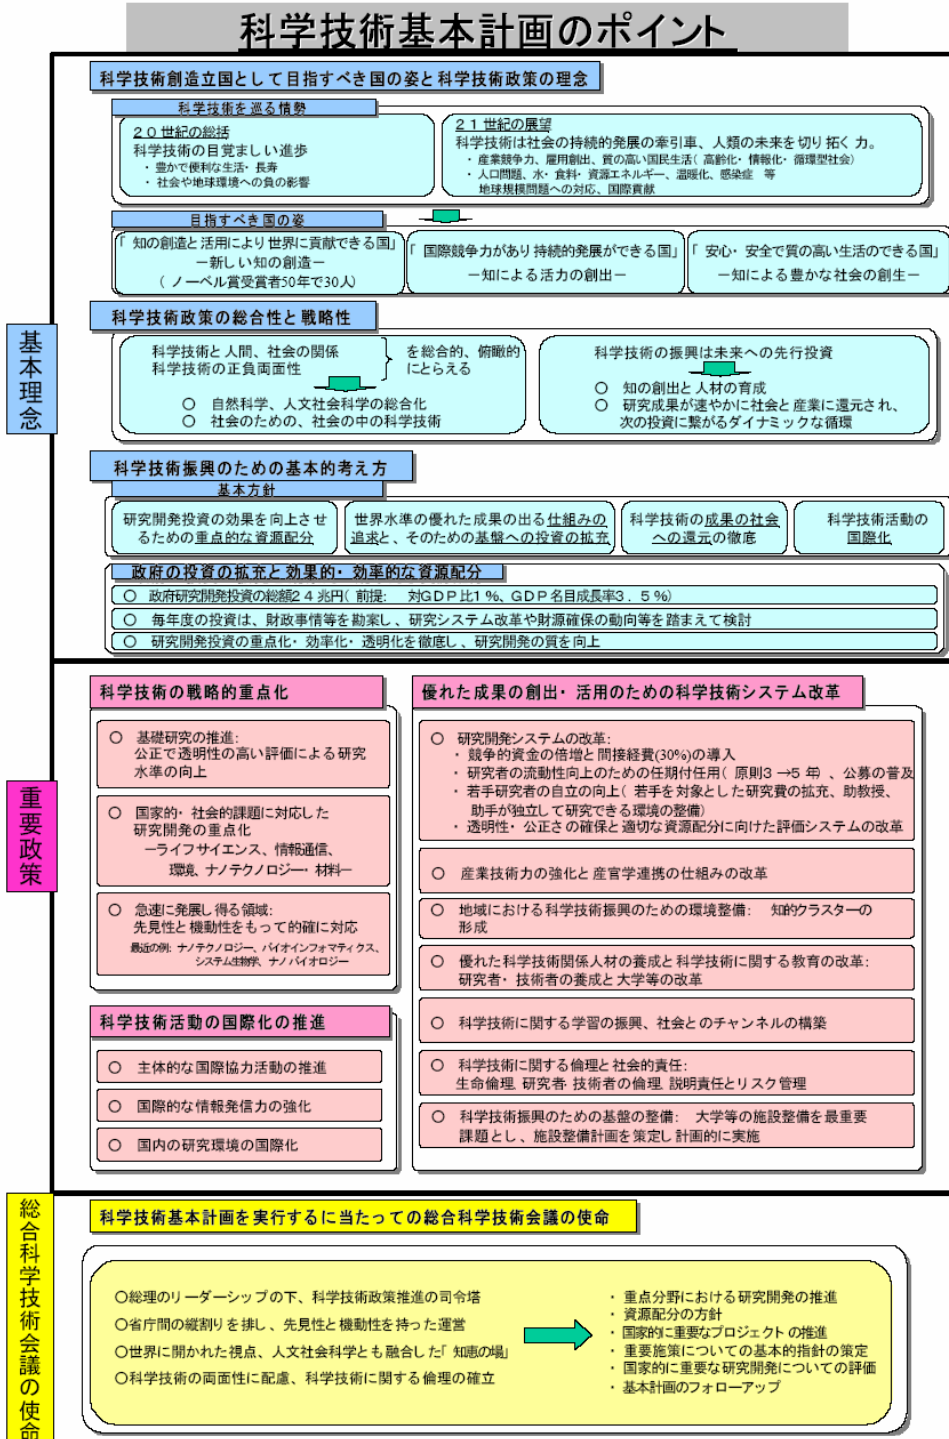 科学技術基本計画のポイント
基本理念
科学技術創造立国として目指すべき国の姿と科学技術政策の理念
科学技術を巡る情勢
20世紀の総括
科学技術の目覚ましい進歩
・豊かで便利な生活・長寿
・社会や地球環境への負の影響
21世紀の展望
科学技術は社会の持続的発展の牽引車、人類の未来を切り拓く力。
・産業競争力、雇用創出、質の高い国民生活(高齢化・情報化・循環型社会)
・人口問題、水・食料・資源エネルギー、温暖化、感染症 等
地球規模問題への対応、国際貢献
目指すべき国の姿
「知の創造と活用により世界に貢献できる国」
－新しい知の創造－
(ノーベル賞受賞者50年で30人)
「国際競争力があり持続的発展ができる国」
－知による活力の創出－
「安心・安全で質の高い生活のできる国」
－知による豊かな社会の創生－
科学技術政策の総合性と戦略性
科学技術と人間、社会の関係
科学技術の正負両面性
を総合的、俯瞰的
にとらえる
○ 自然科学、人文社会科学の総合化
○ 社会のための、社会の中の科学技術
科学技術の振興は未来への先行投資
○ 知の創出と人材の育成
○ 研究成果が速やかに社会と産業に還元され、
次の投資に繋がるダイナミックな循環
科学技術振興のための基本的考え方
基本方針
研究開発投資の効果を向上させ
るための重点的な資源配分
世界水準の優れた成果の出る仕組みの
追求と、そのための基盤への投資の拡充
科学技術の成果の社会
への還元の徹底
科学技術活動の
国際化
政府の投資の拡充と効果的・効率的な資源配分
○ 政府研究開発投資の総額24兆円(前提: 対GDP比1%、GDP名目成長率3.5%)
○ 毎年度の投資は、財政事情等を勘案し、研究システム改革や財源確保の動向等を踏まえて検討
○ 研究開発投資の重点化・効率化・透明化を徹底し、研究開発の質を向上
重要政策
科学技術の戦略的重点化
○ 基礎研究の推進:
公正で透明性の高い評価による研究
水準の向上
○ 国家的・社会的課題に対応した
研究開発の重点化
－ライフサイエンス、情報通信、
環境、ナノテクノロジー・材料－
○ 急速に発展し得る領域:
先見性と機動性をもって的確に対応
最近の例: ナノテクノロジー、バイオインフォマティクス、
システム生物学、ナノバイオロジー
科学技術活動の国際化の推進
○ 主体的な国際協力活動の推進
○ 国際的な情報発信力の強化
○ 国内の研究環境の国際化
優れた成果の創出・活用のための科学技術システム改革
○ 研究開発システムの改革:
・競争的資金の倍増と間接経費(30%)の導入
・研究者の流動性向上のための任期付任用(原則3→5年)、公募の普及
・若手研究者の自立の向上(若手を対象とした研究費の拡充、助教授、
助手が独立して研究できる環境の整備)
・透明性・公正さの確保と適切な資源配分に向けた評価システムの改革
○ 産業技術力の強化と産官学連携の仕組みの改革
○ 地域における科学技術振興のための環境整備: 知的クラスターの
形成
○ 優れた科学技術関係人材の養成と科学技術に関する教育の改革:
研究者・技術者の養成と大学等の改革
○ 科学技術に関する学習の振興、社会とのチャンネルの構築
○ 科学技術に関する倫理と社会的責任:
生命倫理、研究者・技術者の倫理、説明責任とリスク管理
○ 科学技術振興のための基盤の整備: 大学等の施設整備を最重要
課題とし、施設整備計画を策定し計画的に実施
総合科学技術会議の使命
科学技術基本計画を実行するに当たっての総合科学技術会議の使命
○総理のリーダーシップの下、科学技術政策推進の司令塔
○省庁間の縦割りを排し、先見性と機動性を持った運営
○世界に開かれた視点、人文社会科学とも融合した「知恵の場」
○科学技術の両面性に配慮、科学技術に関する倫理の確立
・重点分野における研究開発の推進
・資源配分の方針
・国家的に重要なプロジェクトの推進
・重要施策についての基本的指針の策定
・国家的に重要な研究開発についての評価
・基本計画のフォローアップ